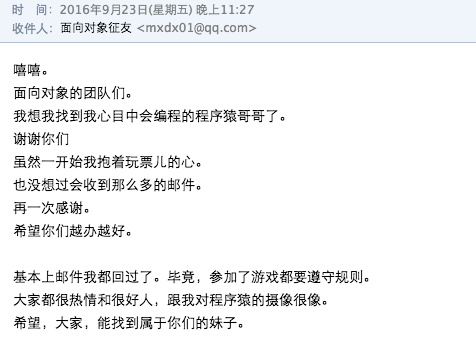 时 间：2016年9月23日(星期五) 晚上11:27
收件人：面向对象征友 <mxdx01@qq.com>
嘻嘻。
面向对象的团队们。
我想我找到我心目中会编程的程序猿哥哥了。
谢谢你们
虽然一开始我抱着玩票儿的心。
也没想过会收到那么多的邮件。
再一次感谢。
希望你们越办越好。
基本上邮件我都回过了。毕竟，参加了游戏都要遵守规则。
大家都很热情和很好人，跟我对程序猿的摄像很像。
希望，大家，能找到属于你们的妹子。